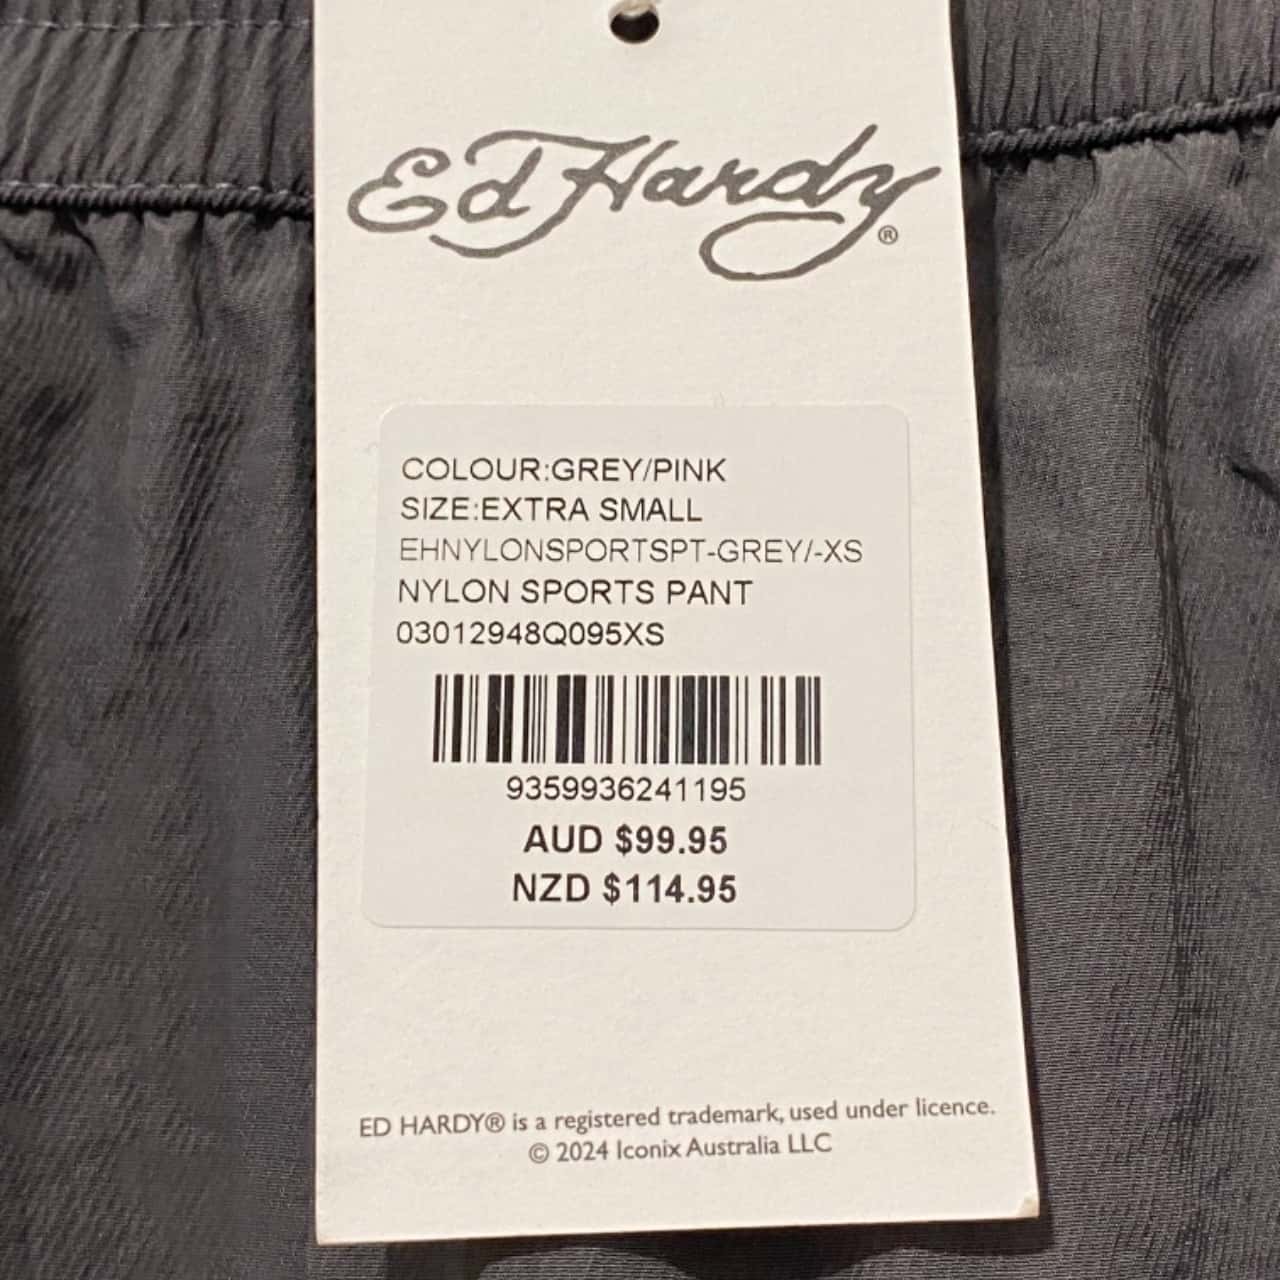 Ed Hardy®
COLOUR:GREY/PINK
SIZE:EXTRA SMALL
EHNYLONSPORTSPT-GREY/-XS
NYLON SPORTS PANT
03012948Q095XS
9359936241195
AUD $99.95
NZD $114.95
ED HARDY® is a registered trademark, used under licence.
© 2024 Iconix Australia LLC